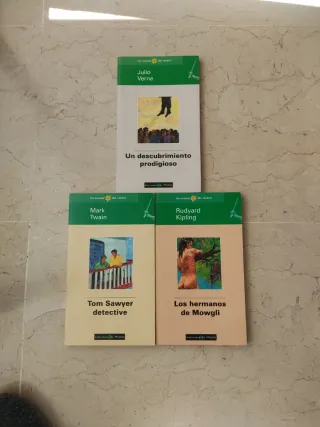 Julio
Verne
Un descubrimiento
prodigioso
Mark
Twain
Tom Sawyer
detective
Rudyard
Kipling
Los hermanos
de Mowgli